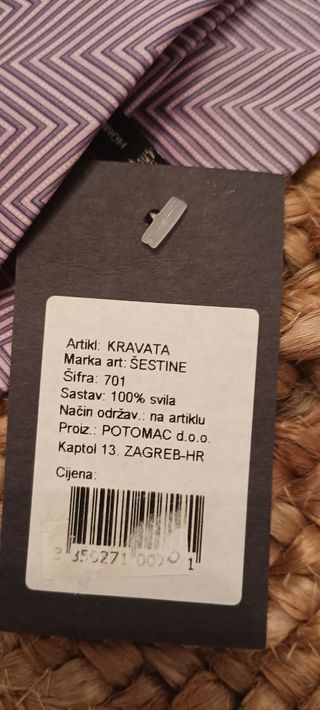 Artikl: KRAVATA
Marka art: ŠESTINE
Šifra: 701
Sastav: 100% svila
Način održav.: na artiklu
Proiz.: POTOMAC d.o.o.
Kaptol 13. ZAGREB-HR
Cijena: